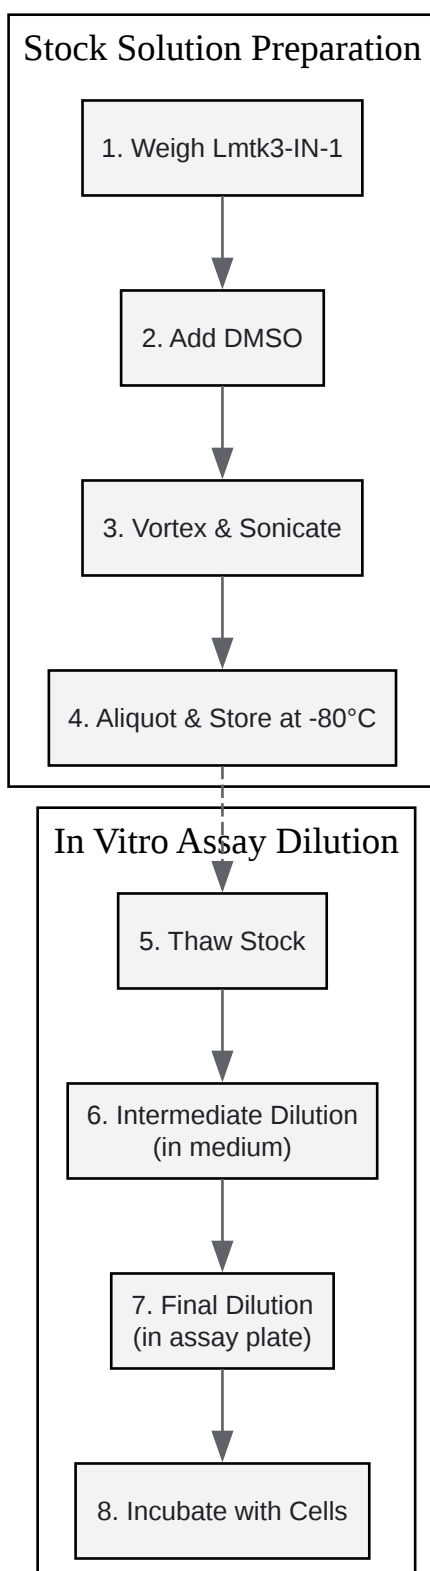 Stock Solution Preparation
1. Weigh Lmtk3-IN-1
2. Add DMSO
3. Vortex & Sonicate
4. Aliquot & Store at -80°C
In Vitro Assay Dilution
5. Thaw Stock
6. Intermediate Dilution
(in medium)
7. Final Dilution
(in assay plate)
8. Incubate with Cells